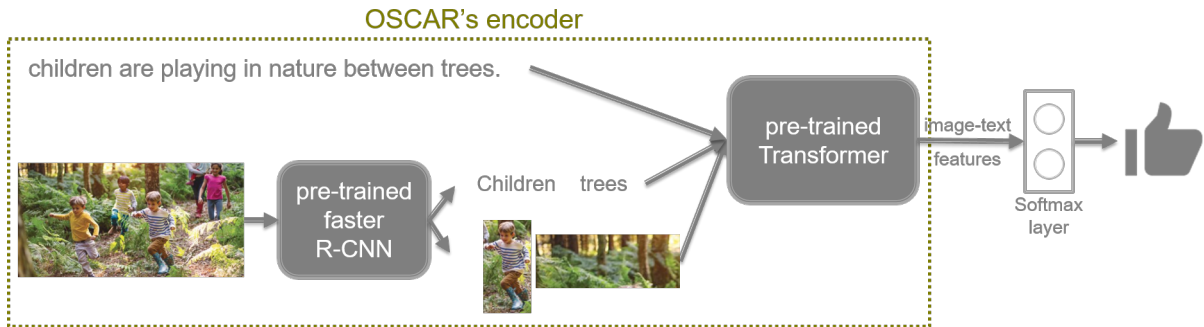 OSCAR's encoder
children are playing in nature between trees.
pre-trained
faster
R-CNN
Children trees
pre-trained
Transformer
image-text
features
Softmax
layer